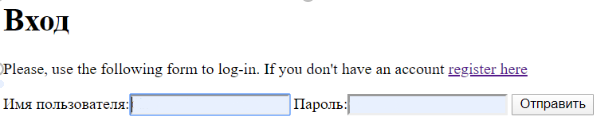 Вход
Please, use the following form to log-in. If you don't have an account register here
Имя пользователя: Пароль: Отправить